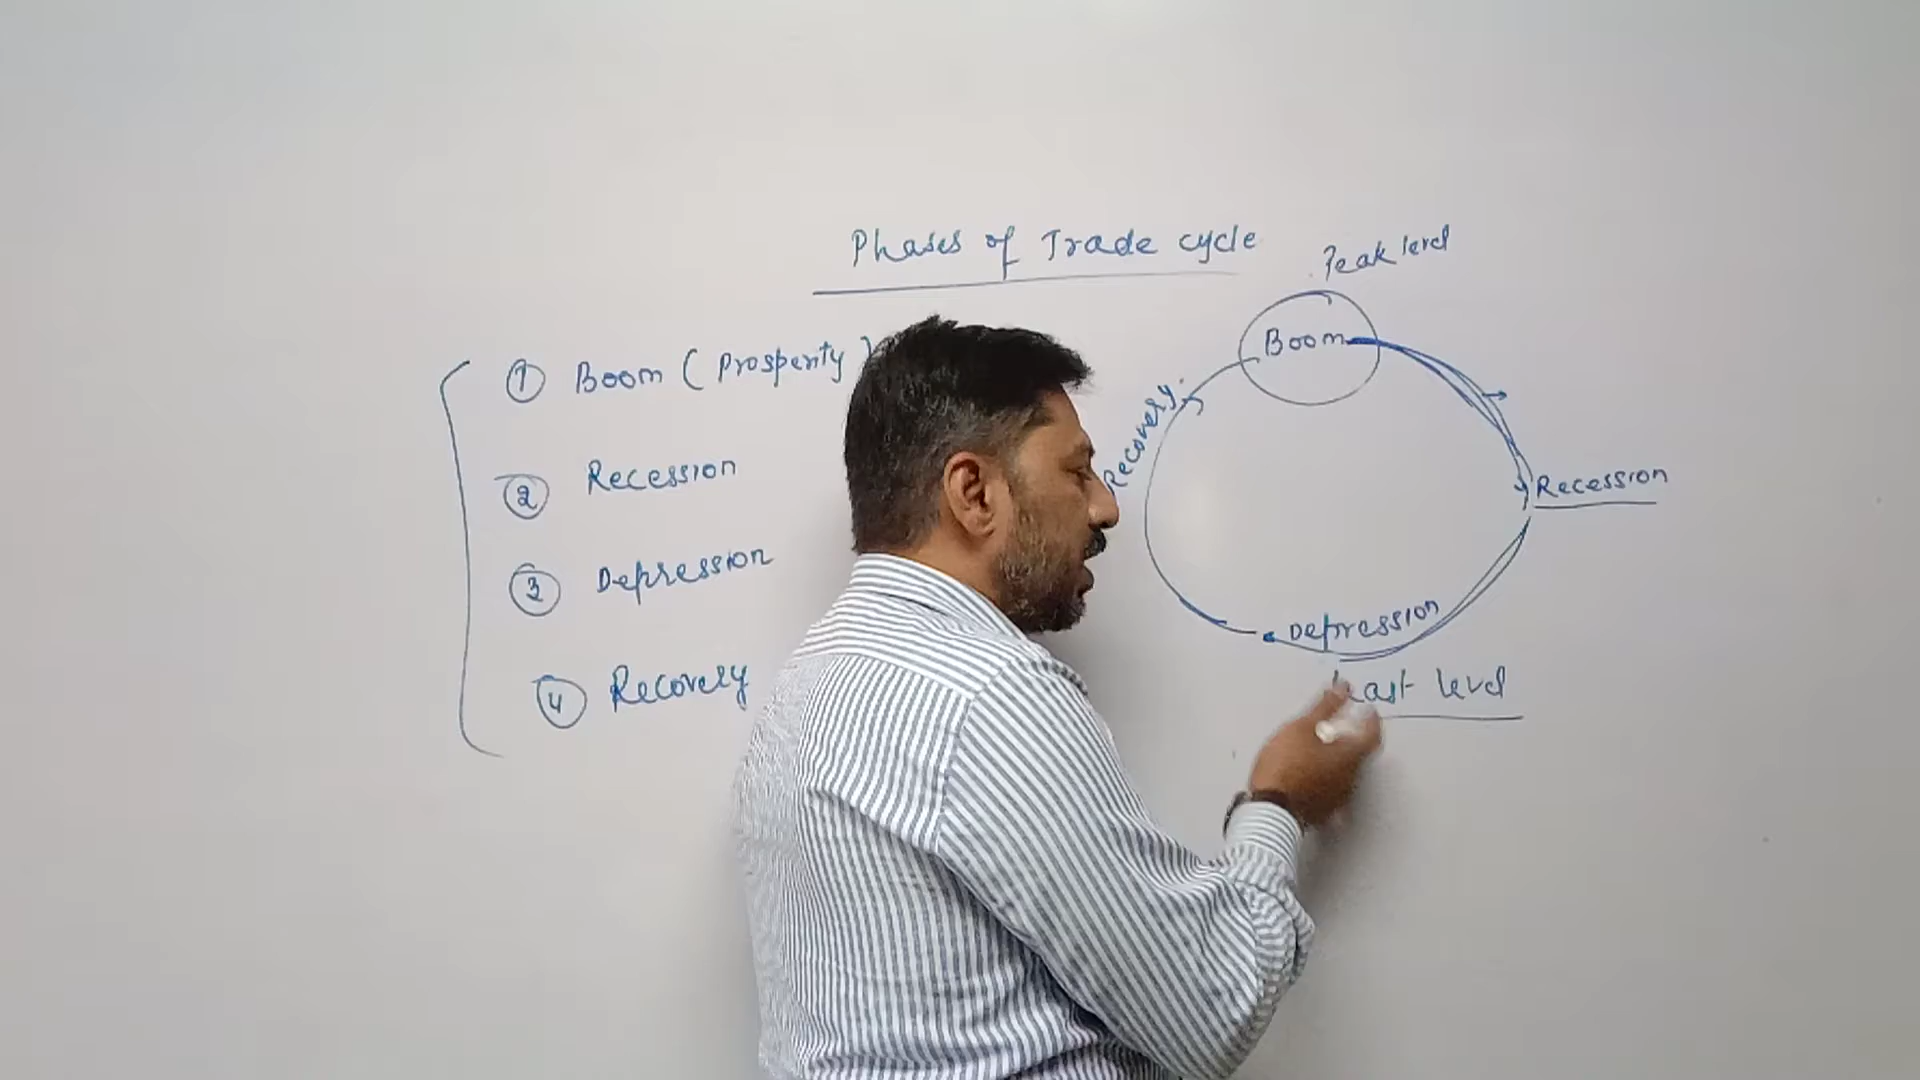 Phases of Trade cycle
① Boom (Prosperity)
② Recession
③ Depression
④ Recovery
Peak level
Boom
Recovery
Recession
Depression
least level